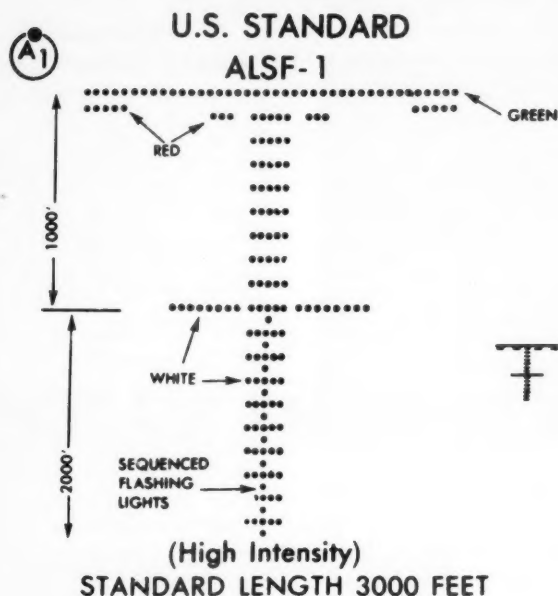 A1
U.S. STANDARD
ALSF-1
GREEN
RED
1000'
WHITE
2000'
SEQUENCED
FLASHING
LIGHTS
(High Intensity)
STANDARD LENGTH 3000 FEET